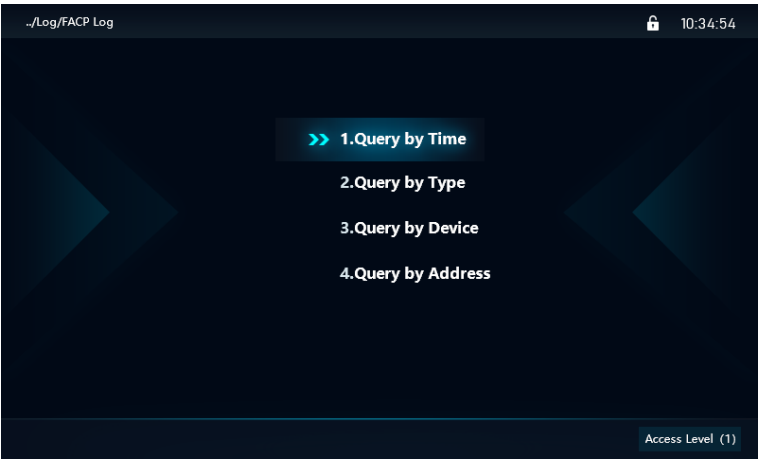 ../Log/FACP Log
10:34:54
1.Query by Time
2.Query by Type
3.Query by Device
4.Query by Address
Access Level (1)